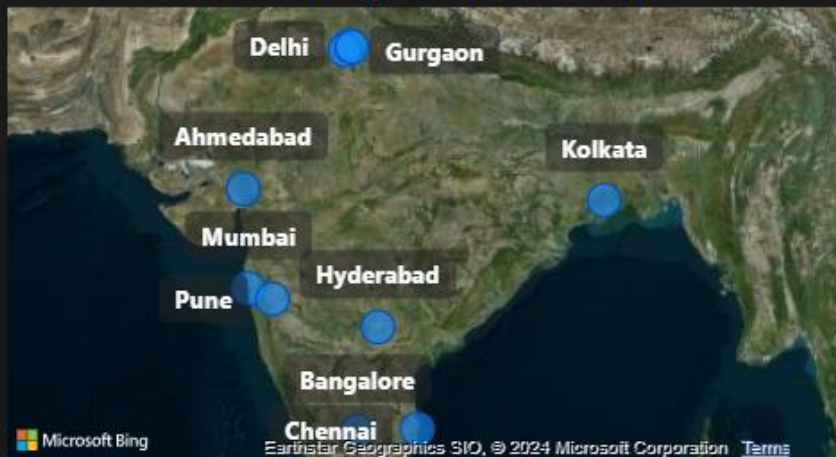 Delhi
Gurgaon
Ahmedabad
Kolkata
Mumbai
Hyderabad
Pune
Bangalore
Chennai
Microsoft Bing
Earthstar Geographics SIO, © 2024 Microsoft Corporation Terms